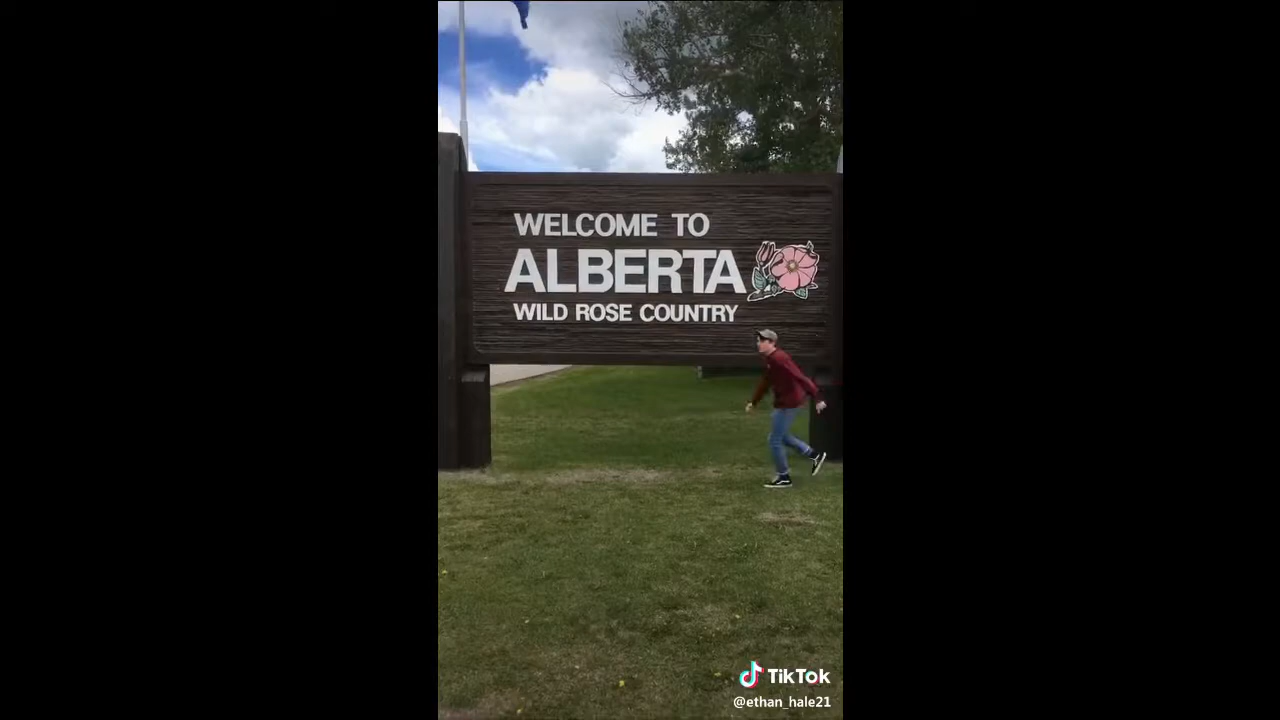 WELCOME TO
ALBERTA
WILD ROSE COUNTRY
TikTok
@ethan_hale21